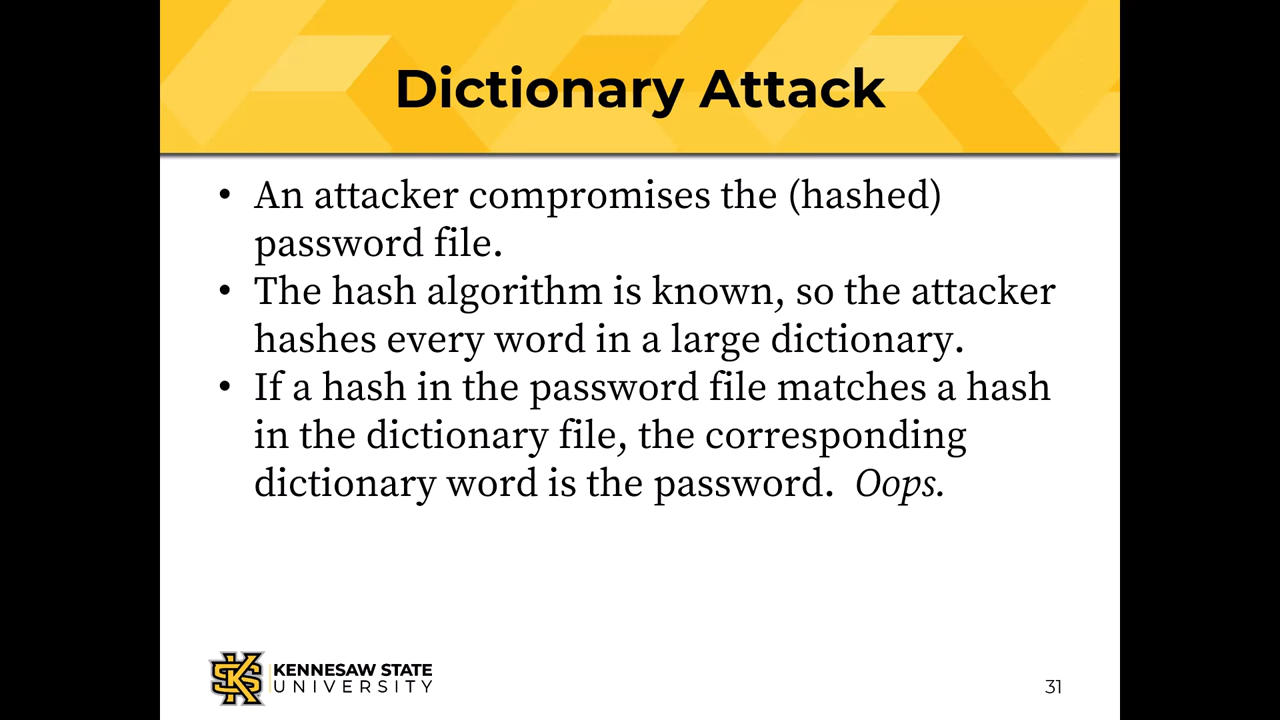 Dictionary Attack
• An attacker compromises the (hashed)
password file.
• The hash algorithm is known, so the attacker
hashes every word in a large dictionary.
• If a hash in the password file matches a hash
in the dictionary file, the corresponding
dictionary word is the password.  Oops.
KS
KENNESAW STATE
UNIVERSITY
31